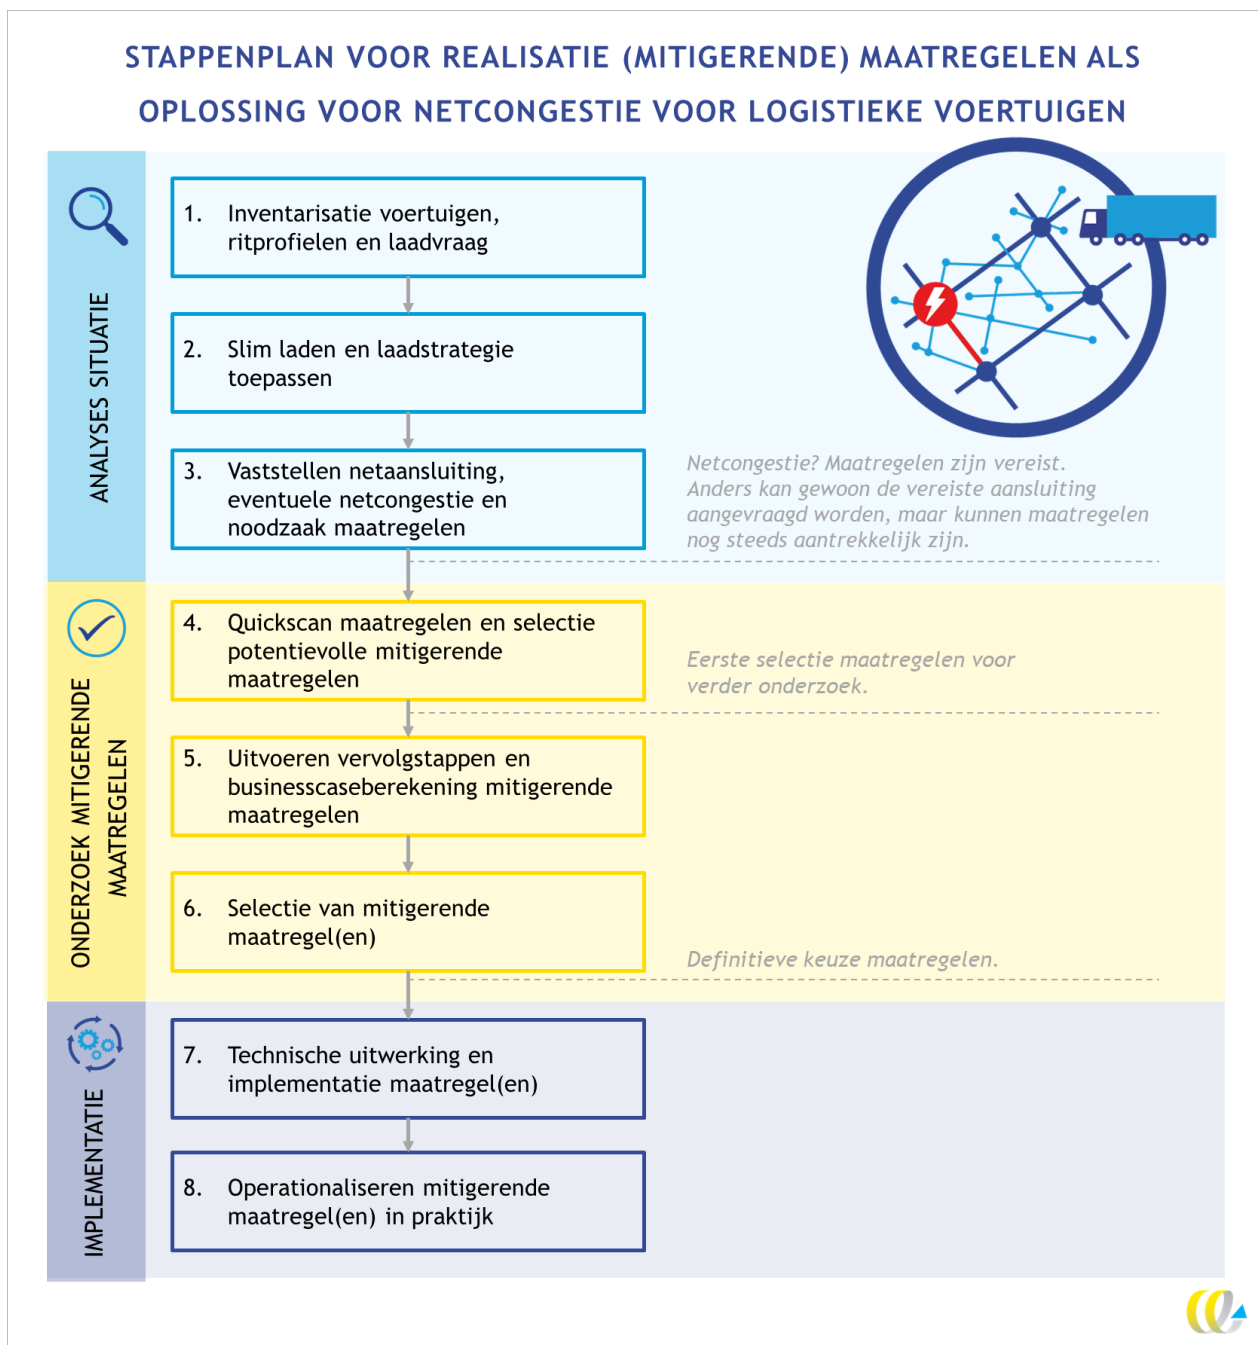 STAPPENPLAN VOOR REALISATIE (MITIGERENDE) MAATREGELEN ALS
OPLOSSING VOOR NETCONGESTIE VOOR LOGISTIEKE VOERTUIGEN
ANALYSES SITUATIE
1. Inventarisatie voertuigen,
ritprofielen en laadvraag
2. Slim laden en laadstrategie
toepassen
3. Vaststellen netaansluiting,
eventuele netcongestie en
noodzaak maatregelen
Netcongestie? Maatregelen zijn vereist.
Anders kan gewoon de vereiste aansluiting
aangevraagd worden, maar kunnen maatregelen
nog steeds aantrekkelijk zijn.
ONDERZOEK MITIGERENDE
MAATREGELEN
4. Quickscan maatregelen en selectie
potentievolle mitigerende
maatregelen
Eerste selectie maatregelen voor
verder onderzoek.
5. Uitvoeren vervolgstappen en
businesscaseberekening mitigerende
maatregelen
6. Selectie van mitigerende
maatregel(en)
Definitieve keuze maatregelen.
IMPLEMENTATIE
7. Technische uitwerking en
implementatie maatregel(en)
8. Operationaliseren mitigerende
maatregel(en) in praktijk